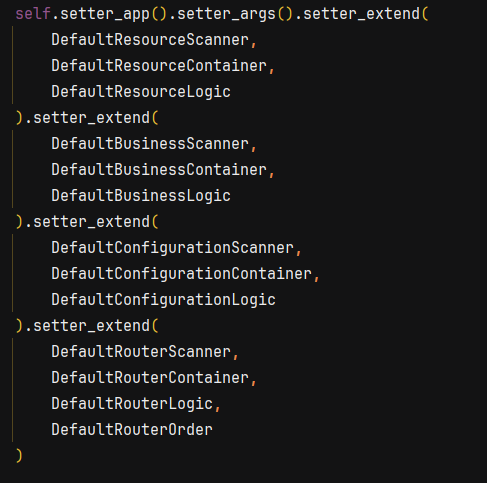 self.setter_app().setter_args().setter_extend(
    DefaultResourceScanner,
    DefaultResourceContainer,
    DefaultResourceLogic
).setter_extend(
    DefaultBusinessScanner,
    DefaultBusinessContainer,
    DefaultBusinessLogic
).setter_extend(
    DefaultConfigurationScanner,
    DefaultConfigurationContainer,
    DefaultConfigurationLogic
).setter_extend(
    DefaultRouterScanner,
    DefaultRouterContainer,
    DefaultRouterLogic,
    DefaultRouterOrder
)